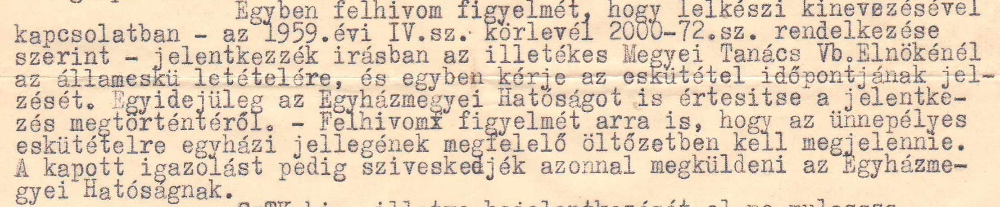 Egyben felhivom figyelmét, hogy lelkészi kinevezésével
kapcsolatban - az 1959.évi IV.sz. körlevél 2000-72.sz. rendelkezése
szerint - jelentkezzék irásban az illetékes Megyei Tanács Vb.Elnökénél
az állameskü letételére, és egyben kérje az eskütétel időpontjának jel-
zését. Egyidejüleg az Egyházmegyei Hatóságot is értesitse a jelentke-
zés megtörténtéről. - Felhivomx figyelmét arra is, hogy az ünnepélyes
eskütételre egyházi jellegének megfelelő öltőzetben kell megjelennie.
A kapott igazolást pedig sziveskedjék azonnal megküldeni az Egyházme-
gyei Hatóságnak.